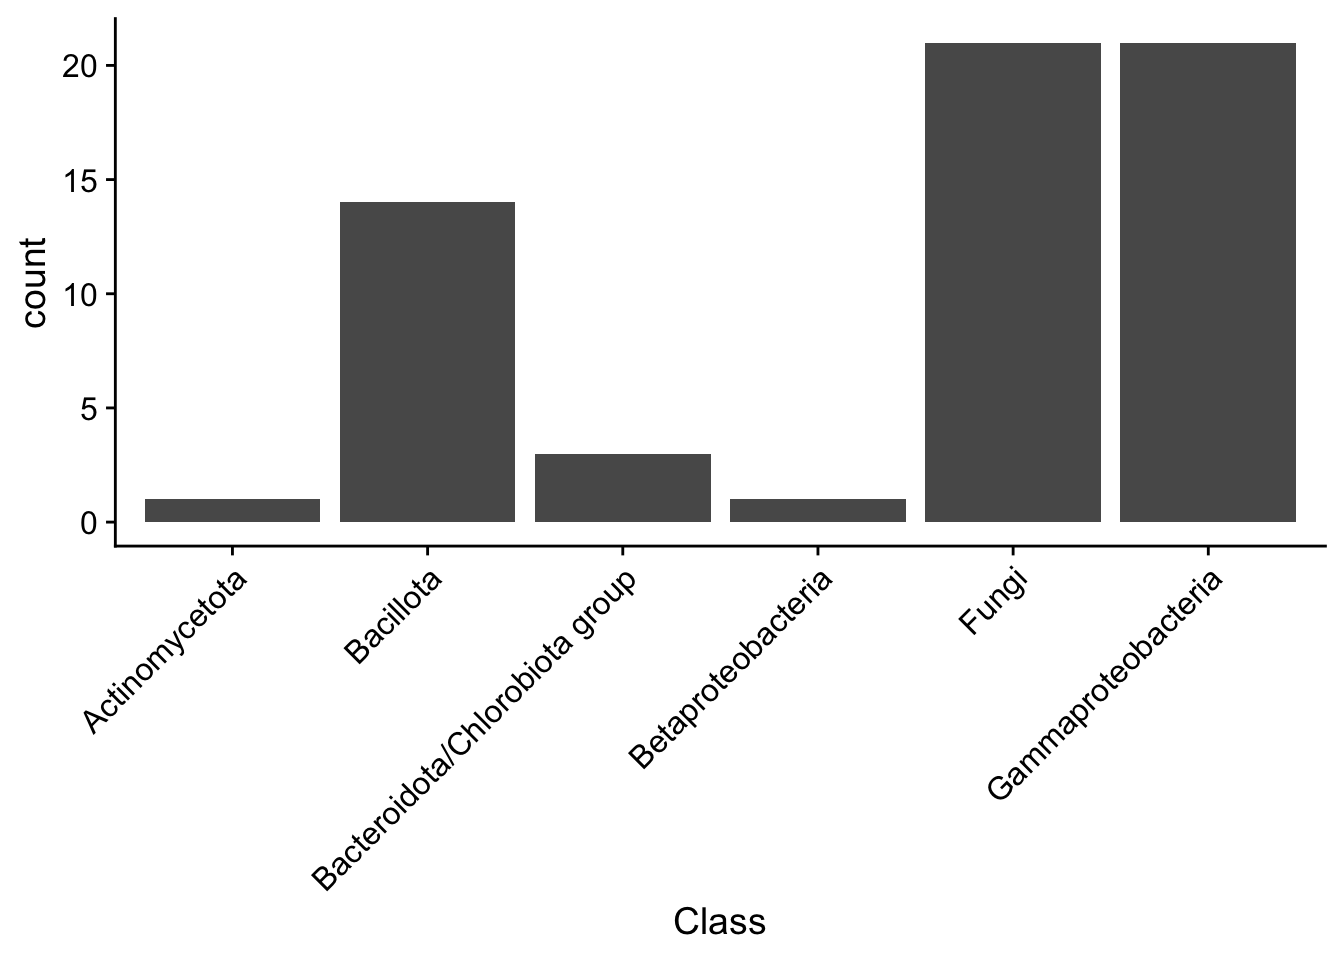 count
20
15
10
5
0
Actinomycetota
Bacillota
Bacteroidota/Chlorobiota group
Betaproteobacteria
Fungi
Gammaproteobacteria
Class